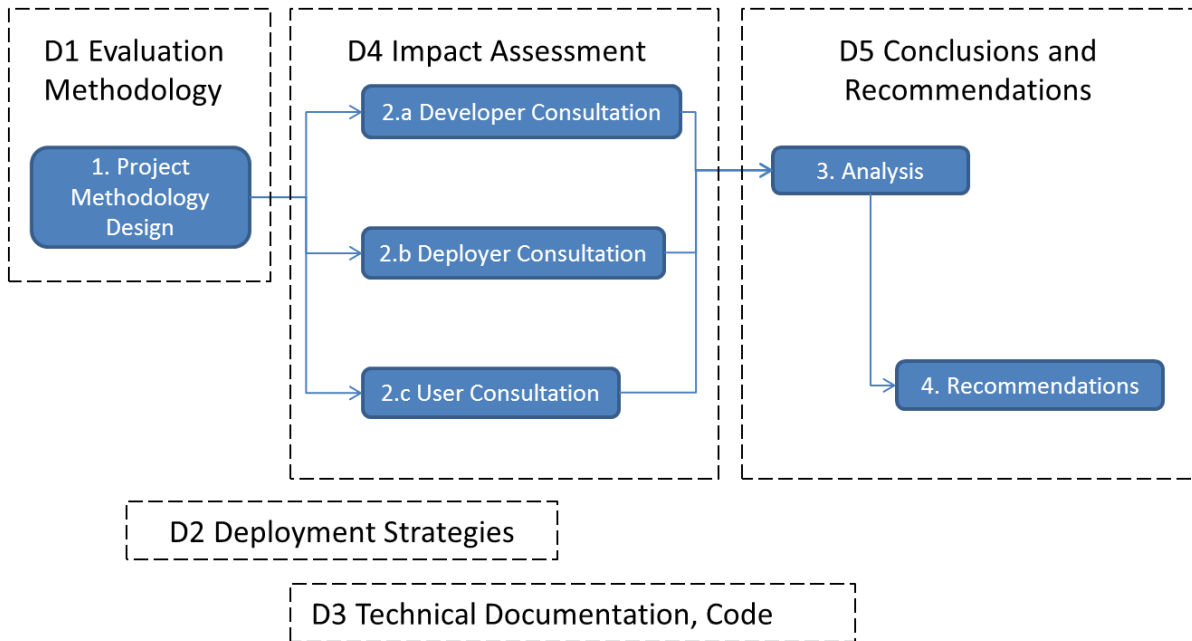 D1 Evaluation
Methodology
1. Project
Methodology
Design
D4 Impact Assessment
2.a Developer Consultation
2.b Deployer Consultation
2.c User Consultation
D5 Conclusions and
Recommendations
3. Analysis
4. Recommendations
D2 Deployment Strategies
D3 Technical Documentation, Code